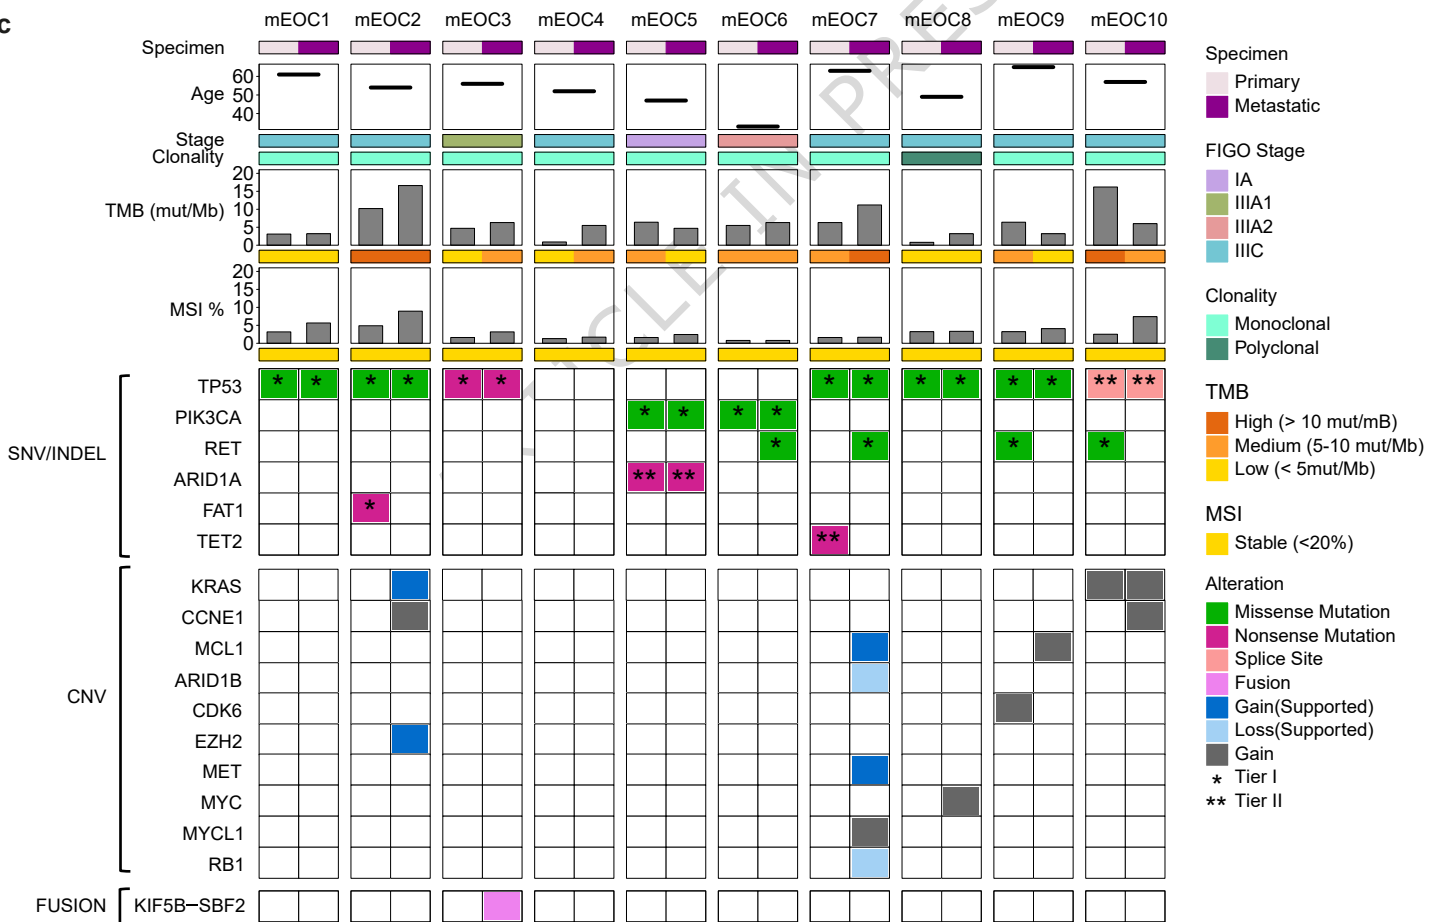 c
mEOC1 mEOC2 mEOC3 mEOC4 mEOC5 mEOC6 mEOC7 mEOC8 mEOC9 mEOC10
Specimen
Age
60
50
40
Stage
Clonality
TMB (mut/Mb)
20
15
10
5
0
MSI %
20
15
10
5
0
SNV/INDEL
TP53 * * * * * * * * * * * * ** **
PIK3CA * * * *
RET * * * *
ARID1A ** **
FAT1 *
TET2 **
CNV
KRAS
CCNE1
MCL1
ARID1B
CDK6
EZH2
MET
MYC
MYCL1
RB1
FUSION
KIF5B−SBF2
Specimen
Primary
Metastatic
FIGO Stage
IA
IIIA1
IIIA2
IIIC
Clonality
Monoclonal
Polyclonal
TMB
High (> 10 mut/mB)
Medium (5-10 mut/Mb)
Low (< 5mut/Mb)
MSI
Stable (<20%)
Alteration
Missense Mutation
Nonsense Mutation
Splice Site
Fusion
Gain(Supported)
Loss(Supported)
Gain
* Tier I
** Tier II
ARTICLE IN PRES